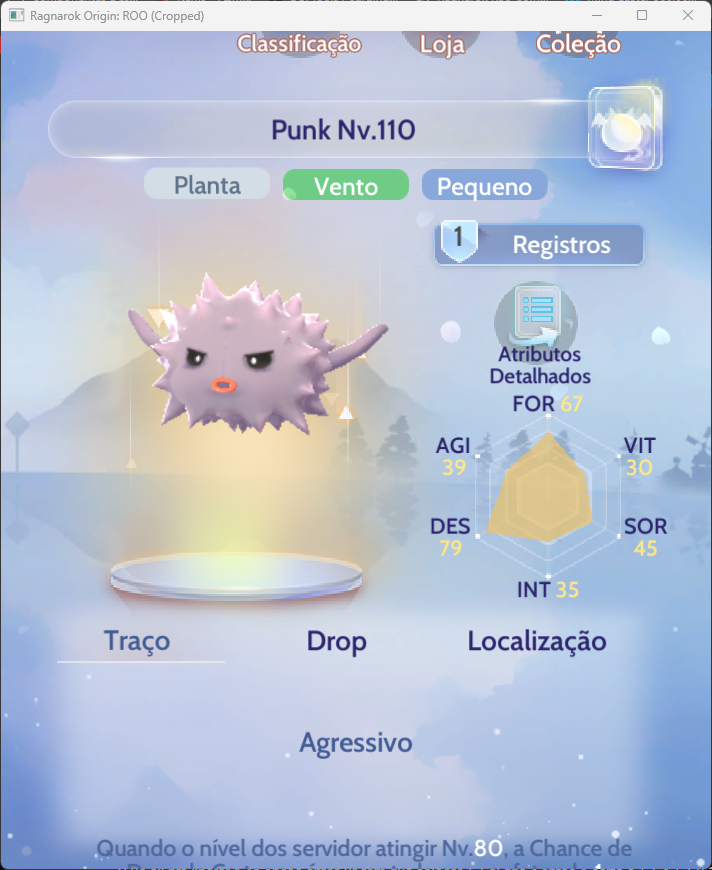 Ragnarok Origin: ROO (Cropped)
Classificação Loja Coleção
Punk Nv.110
Planta Vento Pequeno
1 Registros
Atributos
Detalhados
FOR 67
AGI
39
VIT
30
DES
79
SOR
45
INT 35
Traço Drop Localização
Agressivo
Quando o nível dos servidor atingir Nv.80, a Chance de